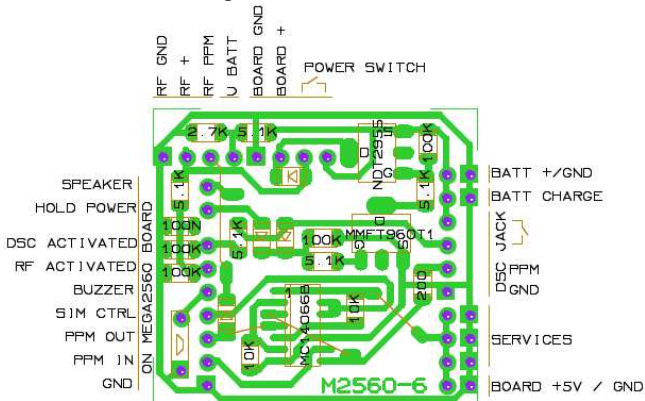 RF GND
RF +
RF PPM
U BATT
BOARD GND
BOARD +
POWER SWITCH
2.7K
5.1K
NDT2955
S
D
G
100K
5.1K
BATT +/GND
BATT CHARGE
DSC JACK
PPM
GND
SERVICES
BOARD +5V / GND
SPEAKER
HOLD POWER
DSC ACTIVATED
RF ACTIVATED
BUZZER
SIM CTRL
PPM OUT
PPM IN
GND
ON MEGA2560 BOARD
5.1K
100N
100K
100K
5.1K
100K
5.1K
MMFT960T1
D
G
S
200
10K
MC14066B
10K
M2560-6